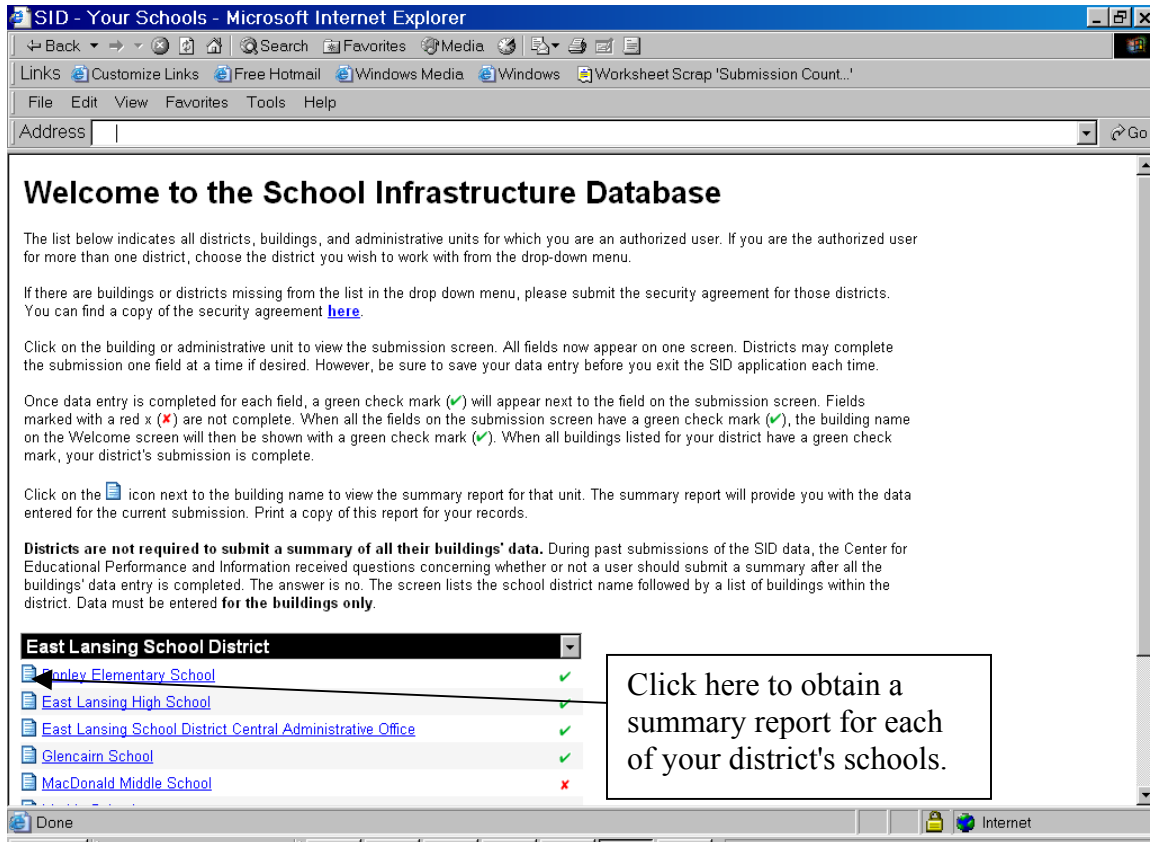 SID - Your Schools - Microsoft Internet Explorer
Back Search Favorites Media
Links Customize Links Free Hotmail Windows Media Windows Worksheet Scrap 'Submission Count...'
File Edit View Favorites Tools Help
Address Go
Welcome to the School Infrastructure Database
The list below indicates all districts, buildings, and administrative units for which you are an authorized user. If you are the authorized user
for more than one district, choose the district you wish to work with from the drop-down menu.
If there are buildings or districts missing from the list in the drop down menu, please submit the security agreement for those districts.
You can find a copy of the security agreement here.
Click on the building or administrative unit to view the submission screen. All fields now appear on one screen. Districts may complete
the submission one field at a time if desired. However, be sure to save your data entry before you exit the SID application each time.
Once data entry is completed for each field, a green check mark (✔) will appear next to the field on the submission screen. Fields
marked with a red x (✘) are not complete. When all the fields on the submission screen have a green check mark (✔), the building name
on the Welcome screen will then be shown with a green check mark (✔). When all buildings listed for your district have a green check
mark, your district's submission is complete.
Click on the icon next to the building name to view the summary report for that unit. The summary report will provide you with the data
entered for the current submission. Print a copy of this report for your records.
Districts are not required to submit a summary of all their buildings' data. During past submissions of the SID data, the Center for
Educational Performance and Information received questions concerning whether or not a user should submit a summary after all the
buildings' data entry is completed. The answer is no. The screen lists the school district name followed by a list of buildings within the
district. Data must be entered for the buildings only.
East Lansing School District
Donley Elementary School ✔
East Lansing High School ✔
East Lansing School District Central Administrative Office ✔
Glencairn School ✔
MacDonald Middle School ✘
Click here to obtain a
summary report for each
of your district's schools.
Done Internet